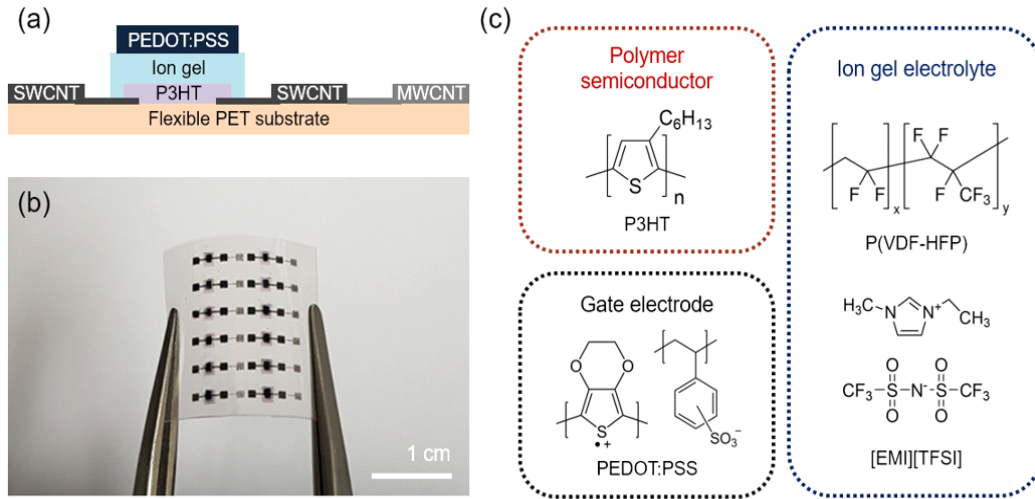 (a)
PEDOT:PSS
Ion gel
SWCNT P3HT SWCNT MWCNT
Flexible PET substrate
(b)
1 cm
(c)
Polymer
semiconductor
C6H13
S
n
P3HT
Gate electrode
O O
S
•+
SO3−
PEDOT:PSS
Ion gel electrolyte
F F
F F F CF3
x y
P(VDF-HFP)
H3C N N+ CH3
O O
CF3 S N- S CF3
O O
[EMI][TFSI]